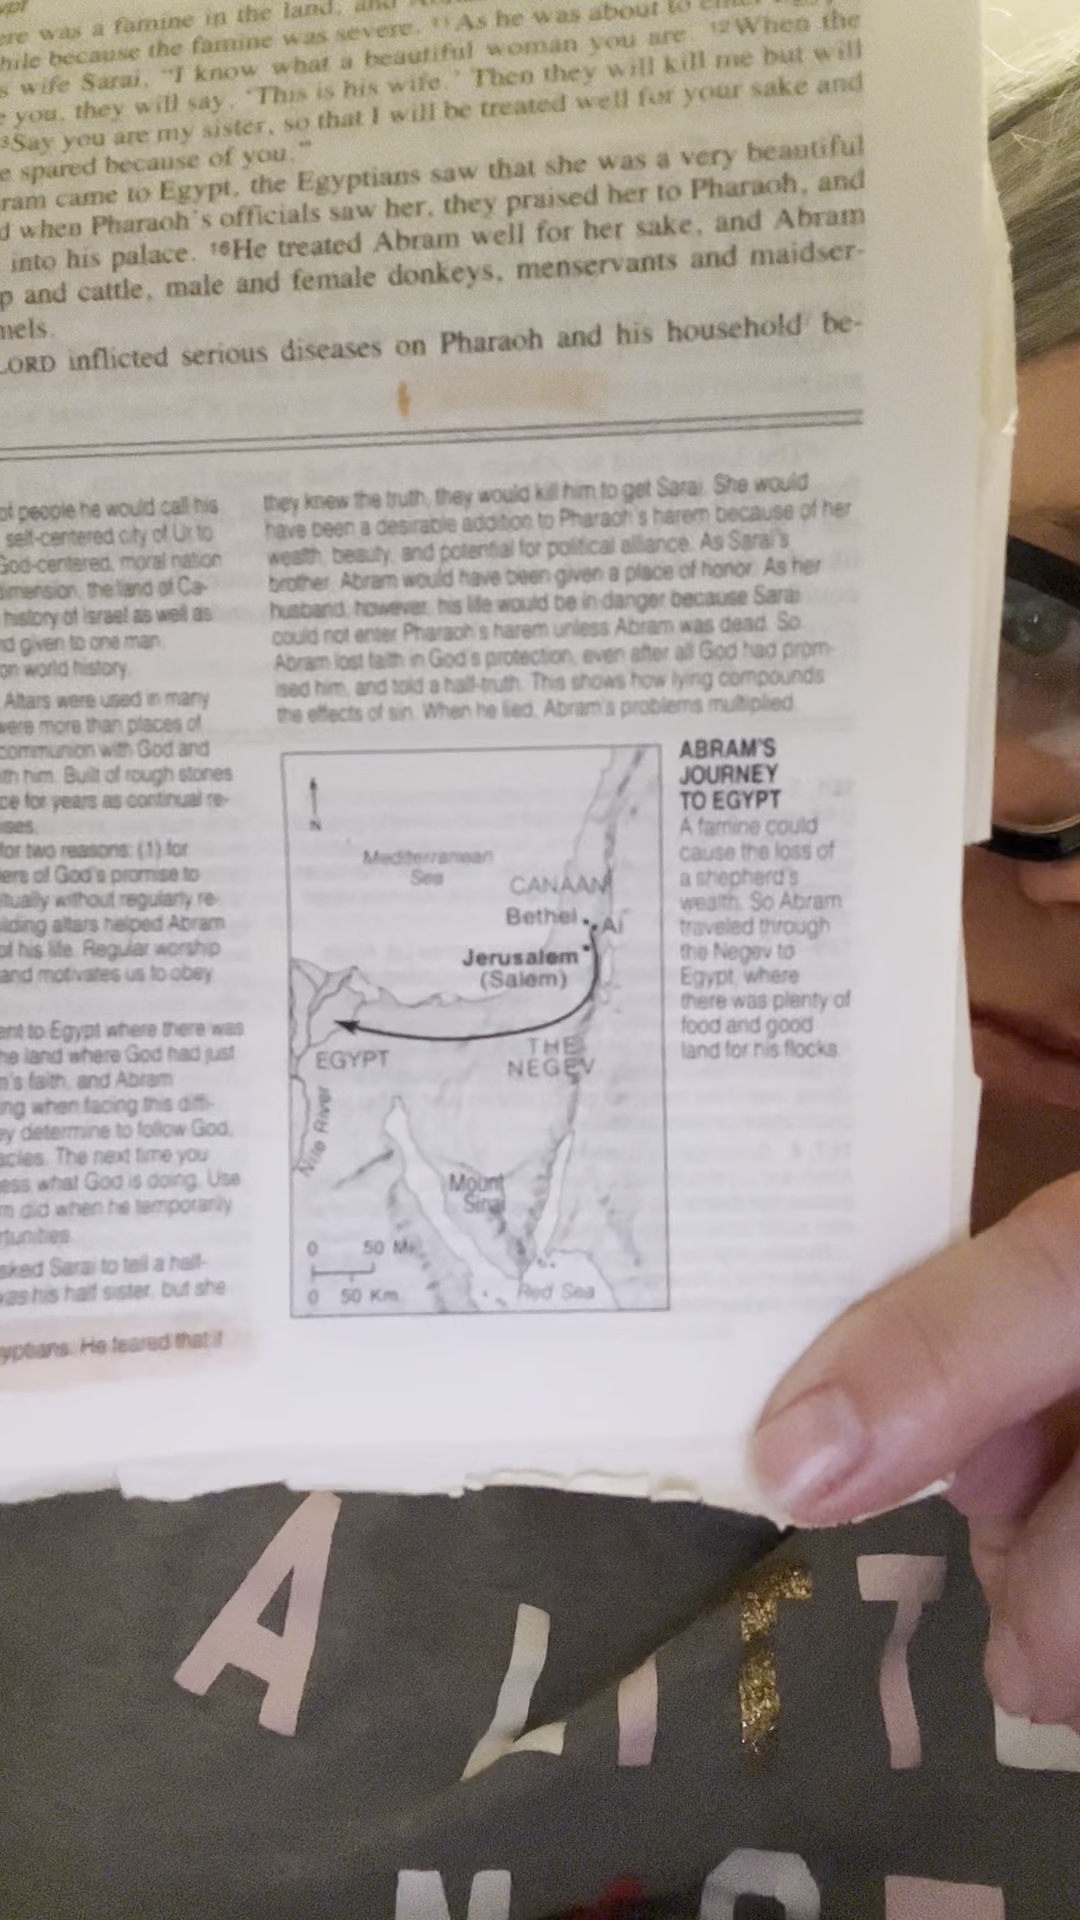 ere was a famine in the land, and
hile because the famine was severe. 11As he was about to enter
s wife Sarai, "I know what a beautiful woman you are. 12When the
e you, they will say, 'This is his wife.' Then they will kill me but will
13Say you are my sister, so that I will be treated well for your sake and
e spared because of you."
ram came to Egypt, the Egyptians saw that she was a very beautiful
d when Pharaoh's officials saw her, they praised her to Pharaoh, and
into his palace. 16He treated Abram well for her sake, and Abram
p and cattle, male and female donkeys, menservants and maidser-
mels.
LORD inflicted serious diseases on Pharaoh and his household be-
of people he would call his
self-centered city of Ur to
God-centered, moral nation
dimension, the land of Ca-
history of Israel as well as
nd given to one man,
on world history.
Altars were used in many
were more than places of
communion with God and
ith him. Built of rough stones
ce for years as continual re-
ises.
for two reasons: (1) for
ders of God's promise to
itually without regularly re-
ilding altars helped Abram
of his life. Regular worship
and motivates us to obey
ent to Egypt where there was
he land where God had just
m's faith, and Abram
ing when facing this diffi-
ey determine to follow God,
acles. The next time you
ess what God is doing. Use
m did when he temporarily
rtunities.
sked Sarai to tell a half-
was his half sister, but she
yptians. He feared that if
they knew the truth, they would kill him to get Sarai. She would
have been a desirable addition to Pharaoh's harem because of her
wealth, beauty, and potential for political alliance. As Sarai's
brother, Abram would have been given a place of honor. As her
husband, however, his life would be in danger because Sarai
could not enter Pharaoh's harem unless Abram was dead. So
Abram lost faith in God's protection, even after all God had prom-
ised him, and told a half-truth. This shows how lying compounds
the effects of sin. When he lied, Abram's problems multiplied.
N
Mediterranean
Sea
CANAAN
Bethel
Ai
Jerusalem
(Salem)
EGYPT
THE
NEGEV
Nile River
Mount
Sinai
0 50 Mi.
0 50 Km.
Red Sea
ABRAM'S
JOURNEY
TO EGYPT
A famine could
cause the loss of
a shepherd's
wealth. So Abram
traveled through
the Negev to
Egypt, where
there was plenty of
food and good
land for his flocks.
A LITT